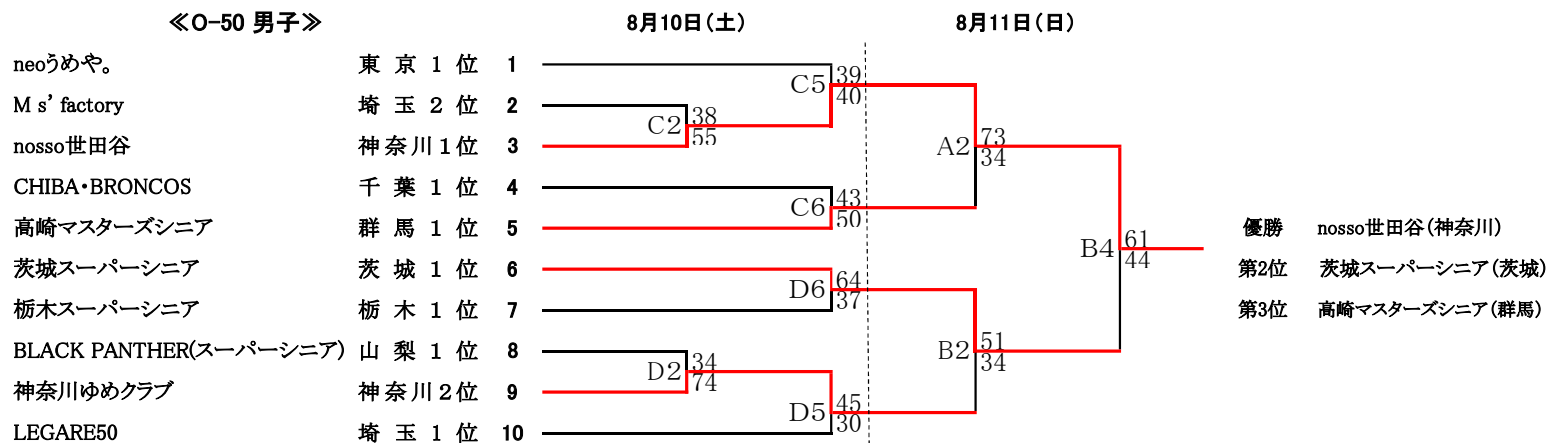 ≪O-50 男子≫ 8月10日(土) 8月11日(日)
neoうめや。 東京1位 1
C5 39
40
M s’ factory 埼玉2位 2
C2 38
55
nosso世田谷 神奈川1位 3
A2 73
34
CHIBA・BRONCOS 千葉1位 4
C6 43
50
高崎マスターズシニア 群馬1位 5
優勝 nosso世田谷(神奈川)
B4 61
44
茨城スーパーシニア 茨城1位 6
第2位 茨城スーパーシニア(茨城)
D6 64
37
栃木スーパーシニア 栃木1位 7
第3位 高崎マスターズシニア(群馬)
BLACK PANTHER(スーパーシニア) 山梨1位 8
B2 51
34
D2 34
74
神奈川ゆめクラブ 神奈川2位 9
D5 45
30
LEGARE50 埼玉1位 10